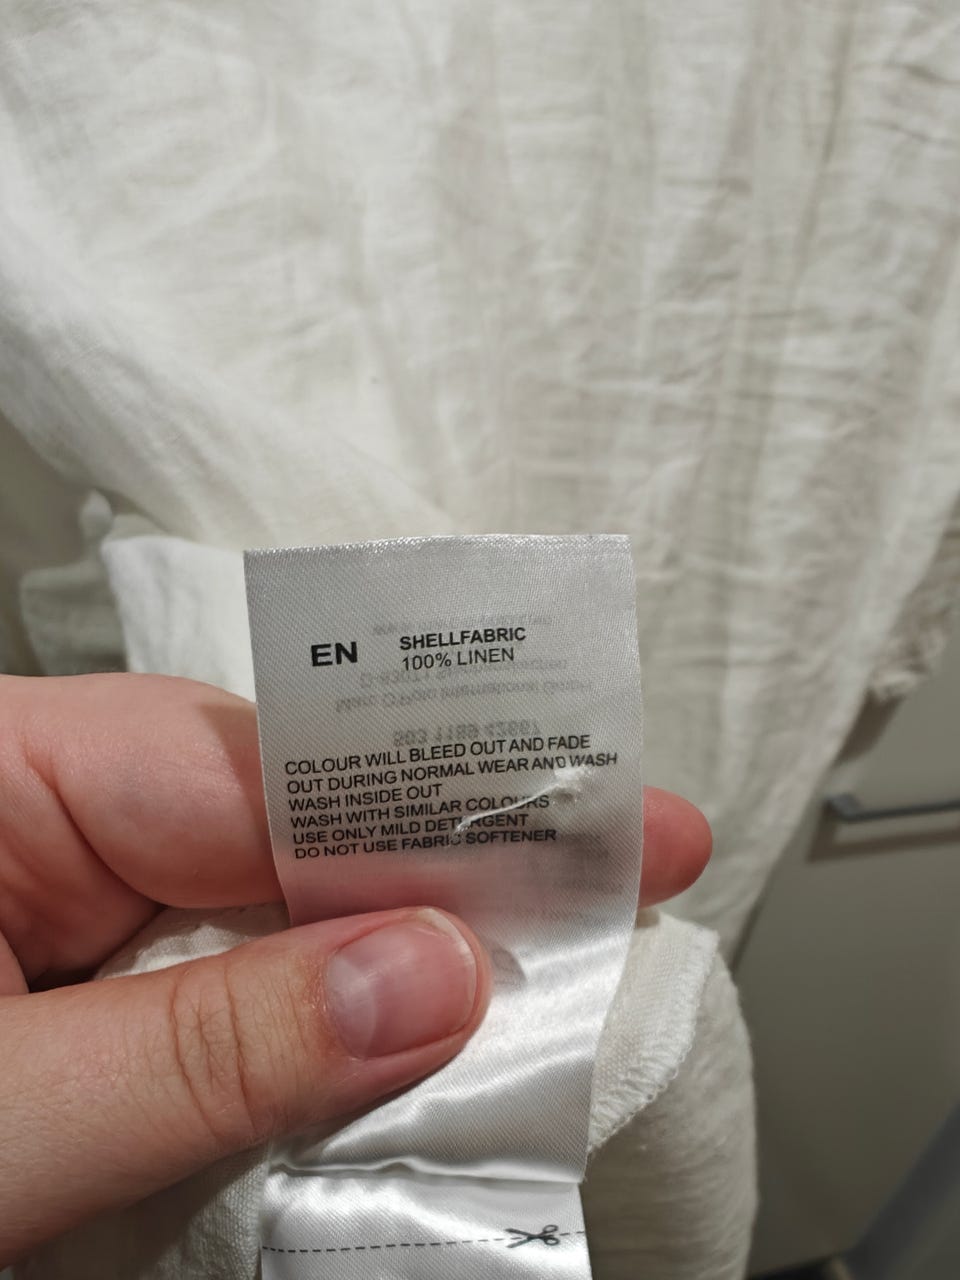 EN
SHELLFABRIC
100% LINEN
COLOUR WILL BLEED OUT AND FADE
OUT DURING NORMAL WEAR AND WASH
WASH INSIDE OUT
WASH WITH SIMILAR COLOURS
USE ONLY MILD DETERGENT
DO NOT USE FABRIC SOFTENER